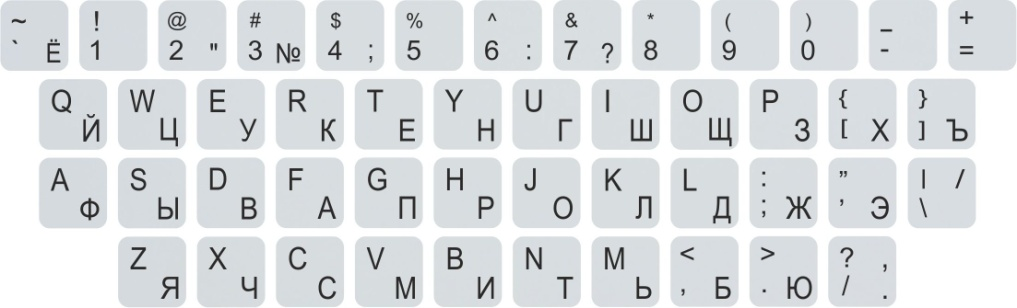 ~ ! @ # $ % ^ & * ( ) _ +
` Ё 1 2 " 3 № 4 ; 5 6 : 7 ? 8 9 0 - =
Q W E R T Y U I O P { }
Й Ц У К Е Н Г Ш Щ З [ Х ] Ъ
A S D F G H J K L : " | /
Ф Ы В А П Р О Л Д ; Ж ' Э \
Z X C V B N M < > ? ,
Я Ч С М И Т Ь , Б . Ю / .